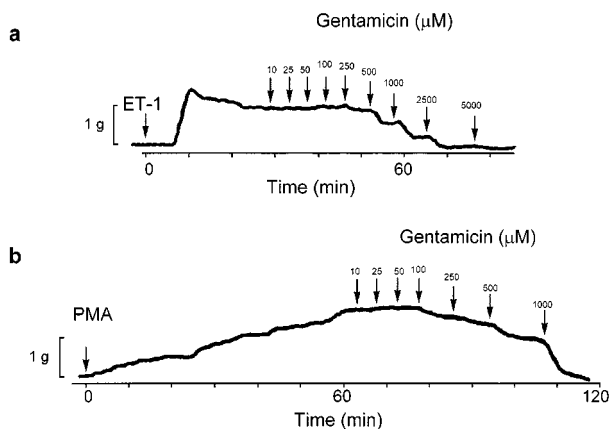 a
Gentamicin (μM)
10 25 50 100 250 500 1000 2500 5000
ET-1
1 g
0 60
Time (min)
b
Gentamicin (μM)
10 25 50 100 250 500 1000
PMA
1 g
0 60 120
Time (min)